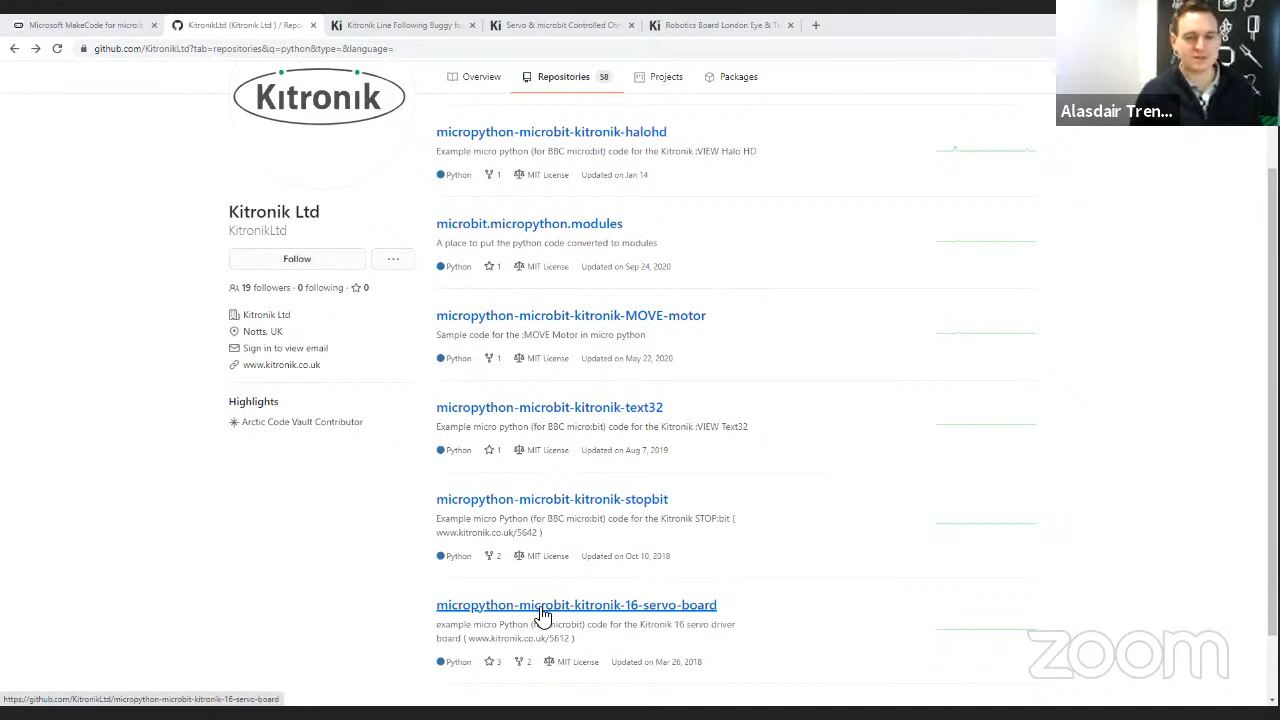 Microsoft MakeCode for micro:b
KitronikLtd (Kitronik Ltd ) / Repo
Kitronik Line Following Buggy fo
Servo & microbit Controlled Chr
Robotics Board London Eye & Ti
github.com/KitronikLtd?tab=repositories&q=python&type=&language=
Alasdair Tren...
Kitronik
Overview
Repositories 58
Projects
Packages
Kitronik Ltd
KitronikLtd
Follow
...
19 followers · 0 following · 0
Kitronik Ltd
Notts, UK
Sign in to view email
www.kitronik.co.uk
Highlights
Arctic Code Vault Contributor
micropython-microbit-kitronik-halohd
Example micro python (for BBC micro:bit) code for the Kitronik :VIEW Halo HD
Python 1 MIT License Updated on Jan 14
microbit.micropython.modules
A place to put the python code converted to modules
Python 1 MIT License Updated on Sep 24, 2020
micropython-microbit-kitronik-MOVE-motor
Sample code for the :MOVE Motor in micro python
Python 1 MIT License Updated on May 22, 2020
micropython-microbit-kitronik-text32
Example micro python (for BBC micro:bit) code for the Kitronik :VIEW Text32
Python 1 MIT License Updated on Aug 7, 2019
micropython-microbit-kitronik-stopbit
Example micro Python (for BBC micro:bit) code for the Kitronik STOP:bit (
www.kitronik.co.uk/5642 )
Python 2 MIT License Updated on Oct 10, 2018
micropython-microbit-kitronik-16-servo-board
example micro Python ( microbit) code for the Kitronik 16 servo driver
board ( www.kitronik.co.uk/5612 )
Python 3 2 MIT License Updated on Mar 26, 2018
zoom
https://github.com/KitronikLtd/micropython-microbit-kitronik-16-servo-board